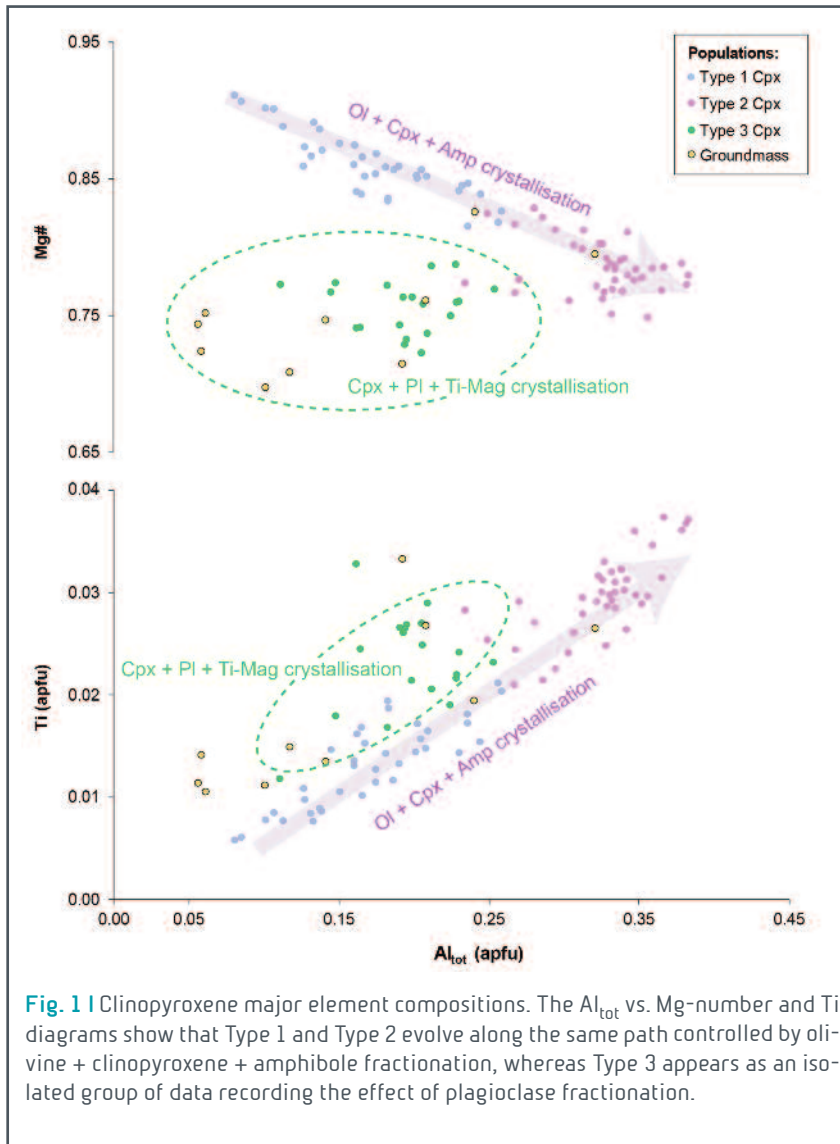 0.95
0.85
0.75
0.65
Mg#
Populations:
Type 1 Cpx
Type 2 Cpx
Type 3 Cpx
Groundmass
Ol + Cpx + Amp crystallisation
Cpx + Pl + Ti-Mag crystallisation
0.04
0.03
0.02
0.01
0.00
Ti (apfu)
Cpx + Pl + Ti-Mag crystallisation
Ol + Cpx + Amp crystallisation
0.00 0.05 0.15 0.25 0.35 0.45
Altot (apfu)
Fig. 1 I Clinopyroxene major element compositions. The Altot vs. Mg-number and Ti
diagrams show that Type 1 and Type 2 evolve along the same path controlled by oli-
vine + clinopyroxene + amphibole fractionation, whereas Type 3 appears as an iso-
lated group of data recording the effect of plagioclase fractionation.